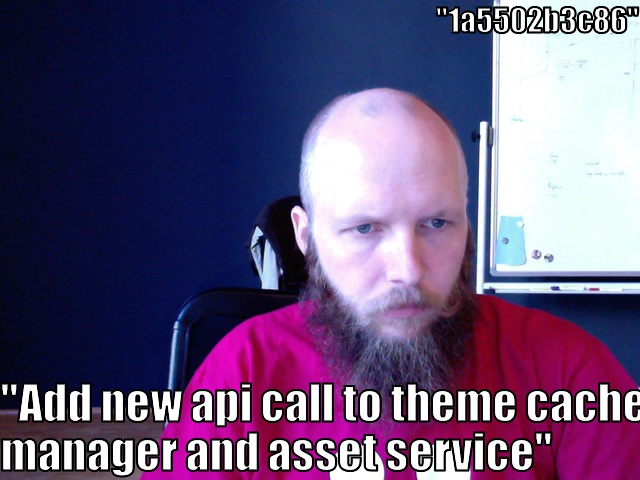 "1a5502b3c86"
"Add new api call to theme cache
manager and asset service"